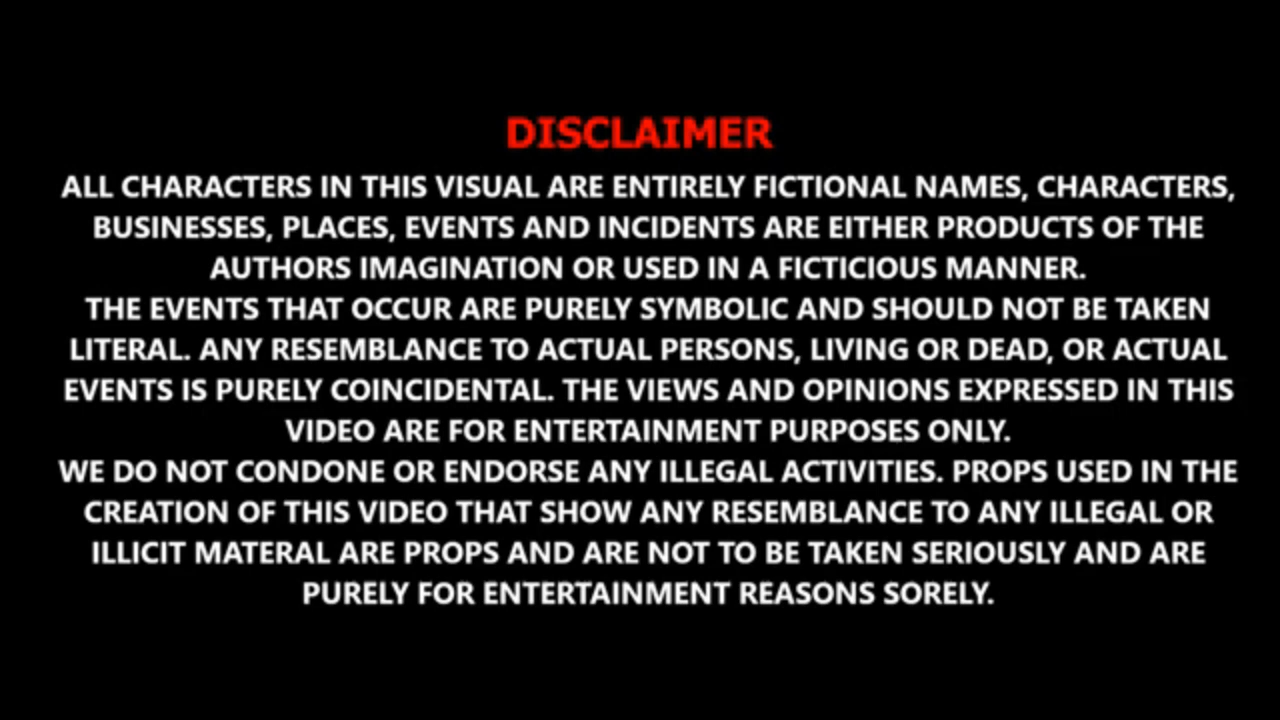 DISCLAIMER
ALL CHARACTERS IN THIS VISUAL ARE ENTIRELY FICTIONAL NAMES, CHARACTERS,
BUSINESSES, PLACES, EVENTS AND INCIDENTS ARE EITHER PRODUCTS OF THE
AUTHORS IMAGINATION OR USED IN A FICTICIOUS MANNER.
THE EVENTS THAT OCCUR ARE PURELY SYMBOLIC AND SHOULD NOT BE TAKEN
LITERAL. ANY RESEMBLANCE TO ACTUAL PERSONS, LIVING OR DEAD, OR ACTUAL
EVENTS IS PURELY COINCIDENTAL. THE VIEWS AND OPINIONS EXPRESSED IN THIS
VIDEO ARE FOR ENTERTAINMENT PURPOSES ONLY.
WE DO NOT CONDONE OR ENDORSE ANY ILLEGAL ACTIVITIES. PROPS USED IN THE
CREATION OF THIS VIDEO THAT SHOW ANY RESEMBLANCE TO ANY ILLEGAL OR
ILLICIT MATERAL ARE PROPS AND ARE NOT TO BE TAKEN SERIOUSLY AND ARE
PURELY FOR ENTERTAINMENT REASONS SORELY.